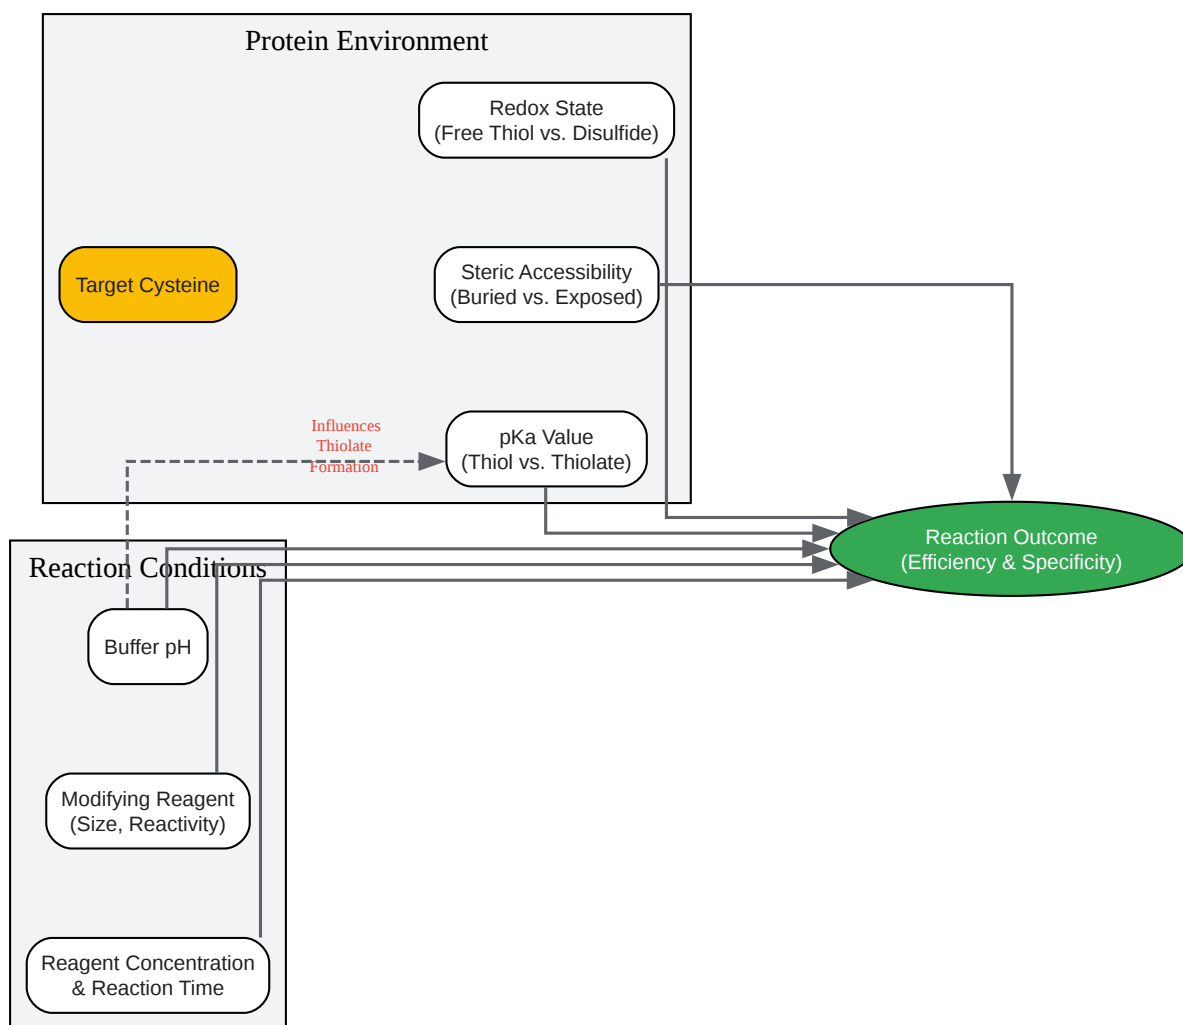 Protein Environment
Redox State
(Free Thiol vs. Disulfide)
Target Cysteine
Steric Accessibility
(Buried vs. Exposed)
Influences
Thiolate
Formation
pKa Value
(Thiol vs. Thiolate)
Reaction Outcome
(Efficiency & Specificity)
Reaction Conditions
Buffer pH
Modifying Reagent
(Size, Reactivity)
Reagent Concentration
& Reaction Time